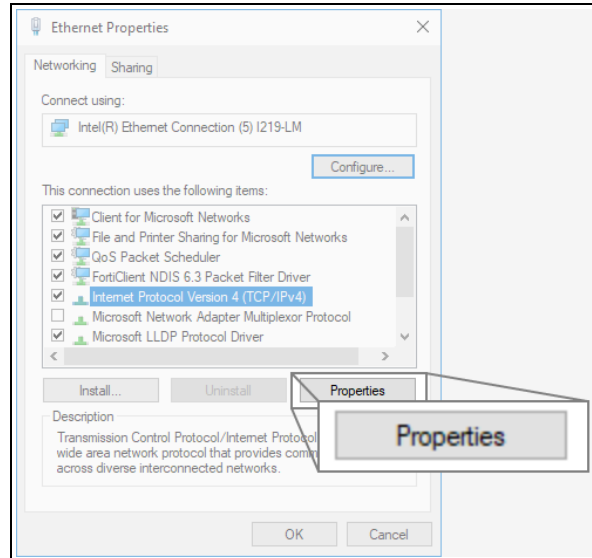 Ethernet Properties
Networking Sharing
Connect using:
Intel(R) Ethernet Connection (5) I219-LM
Configure...
This connection uses the following items:
Client for Microsoft Networks
File and Printer Sharing for Microsoft Networks
QoS Packet Scheduler
FortiClient NDIS 6.3 Packet Filter Driver
Internet Protocol Version 4 (TCP/IPv4)
Microsoft Network Adapter Multiplexor Protocol
Microsoft LLDP Protocol Driver
Install... Uninstall Properties
Properties
Description
Transmission Control Protocol/Internet Protocol
wide area network protocol that provides
across diverse interconnected networks.
OK Cancel